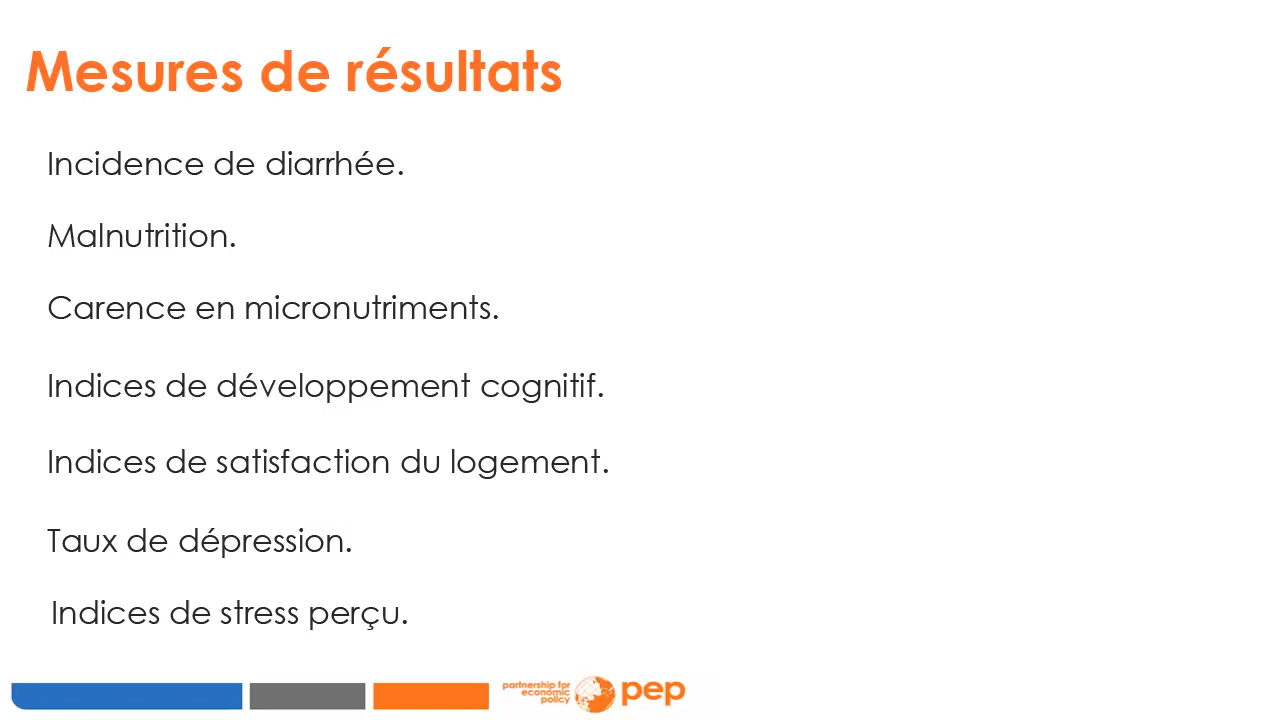 Mesures de résultats
Incidence de diarrhée.
Malnutrition.
Carence en micronutriments.
Indices de développement cognitif.
Indices de satisfaction du logement.
Taux de dépression.
Indices de stress perçu.
partnership for
economic
policy
pep